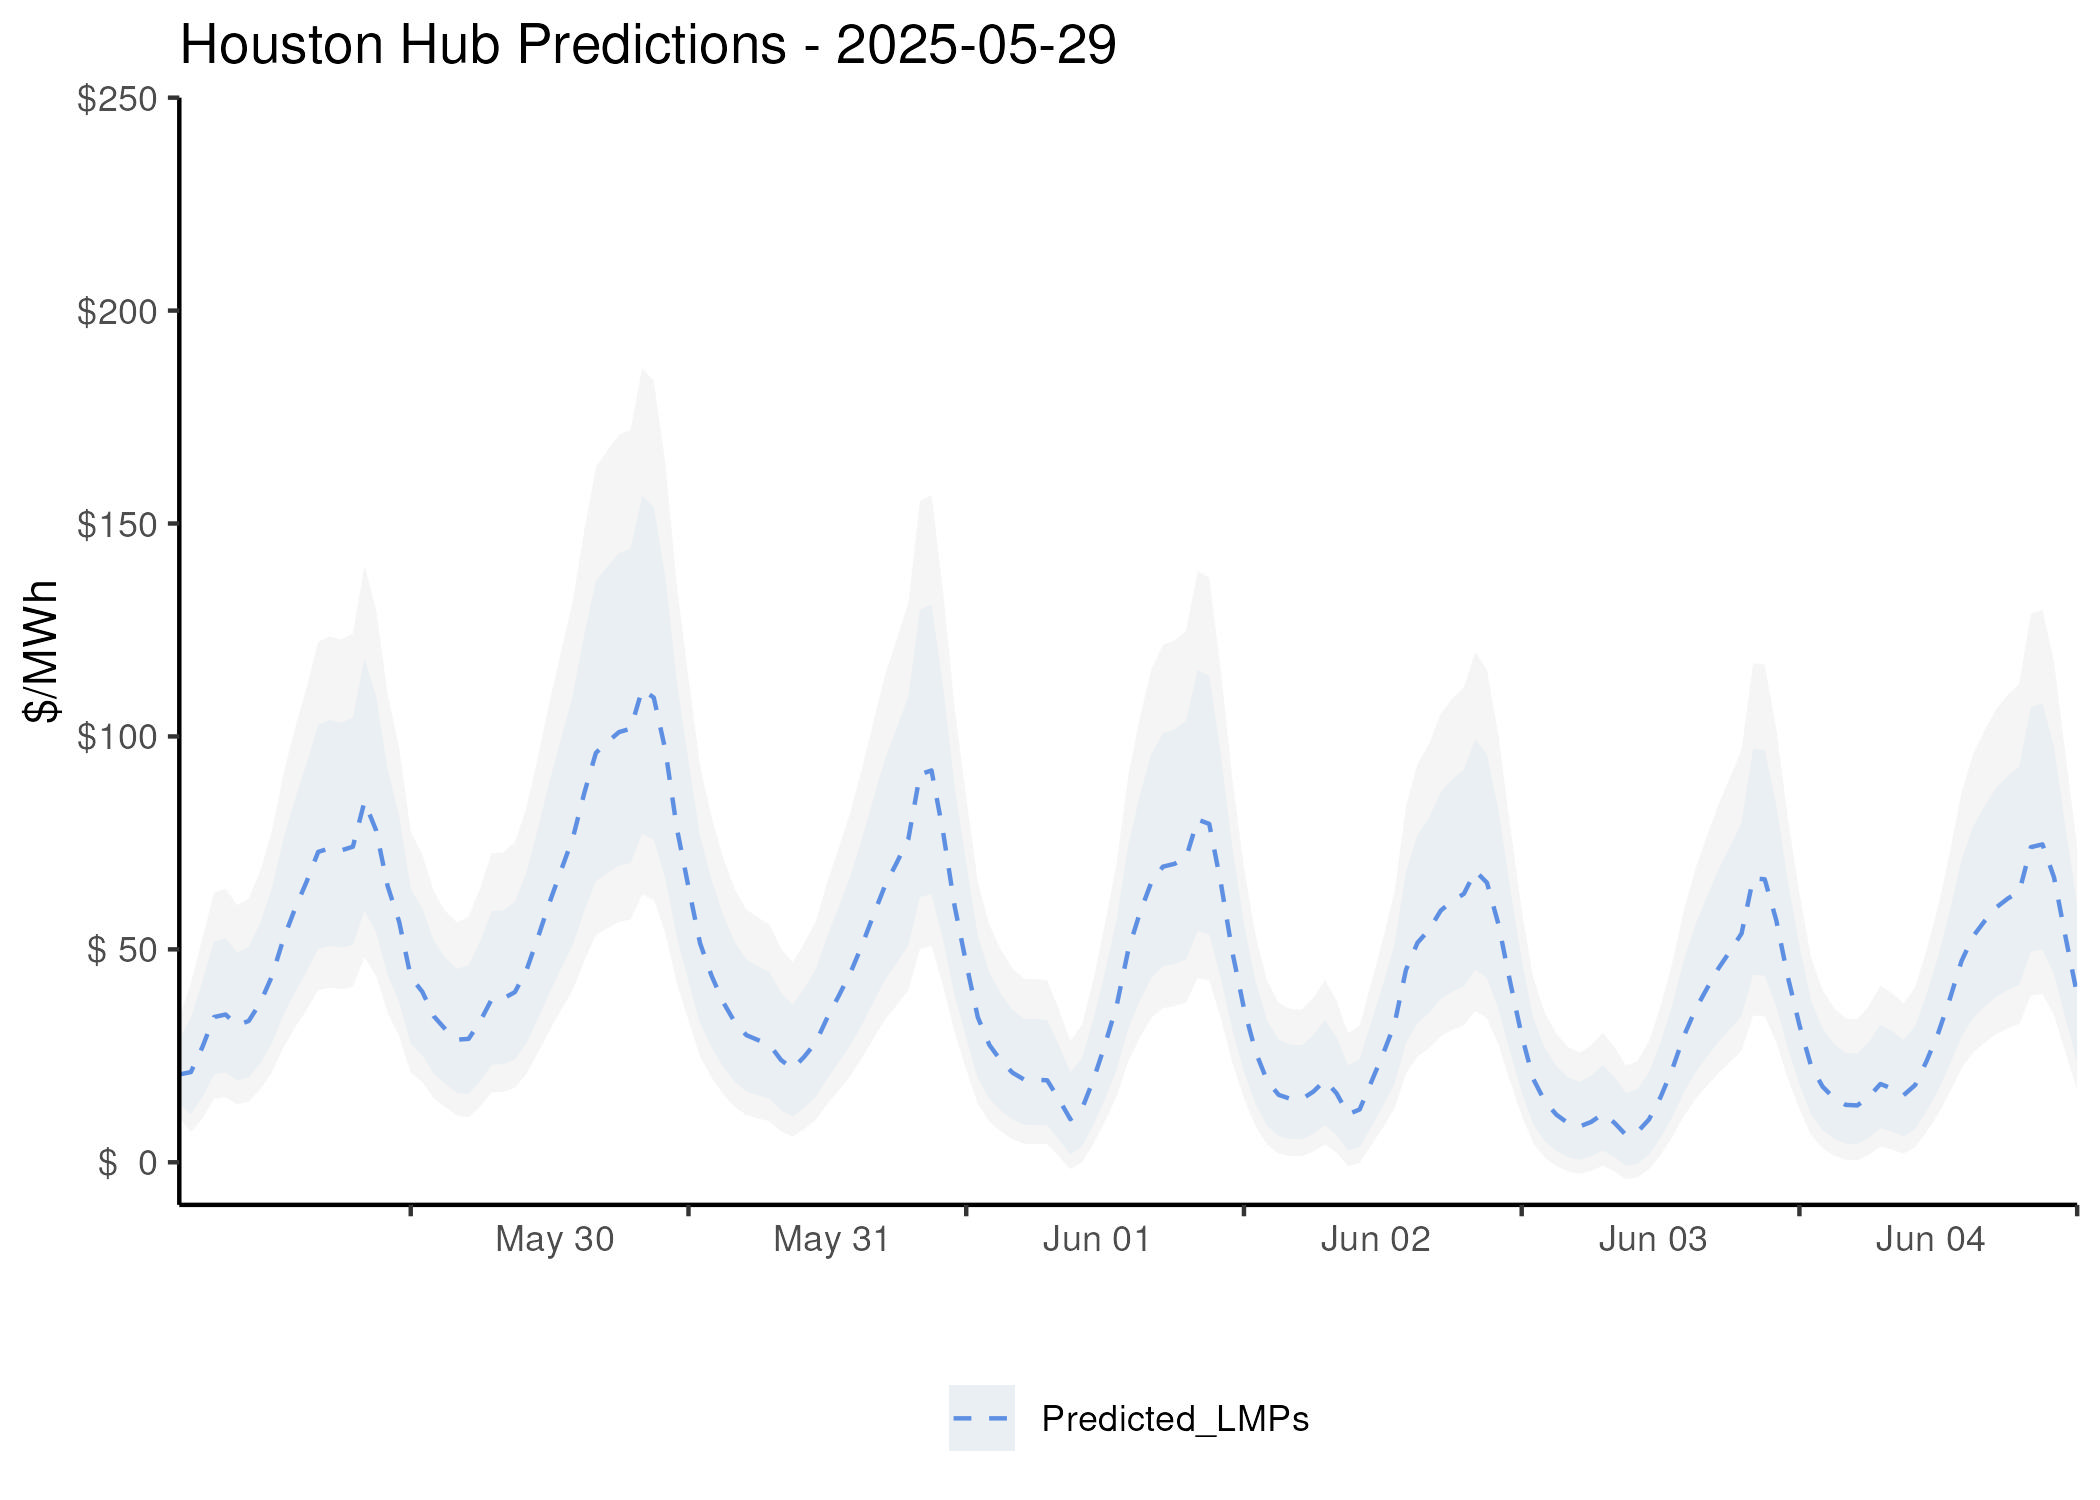 Houston Hub Predictions - 2025-05-29
$250
$200
$150
$100
$ 50
$  0
$/MWh
May 30 May 31 Jun 01 Jun 02 Jun 03 Jun 04
Predicted_LMPs